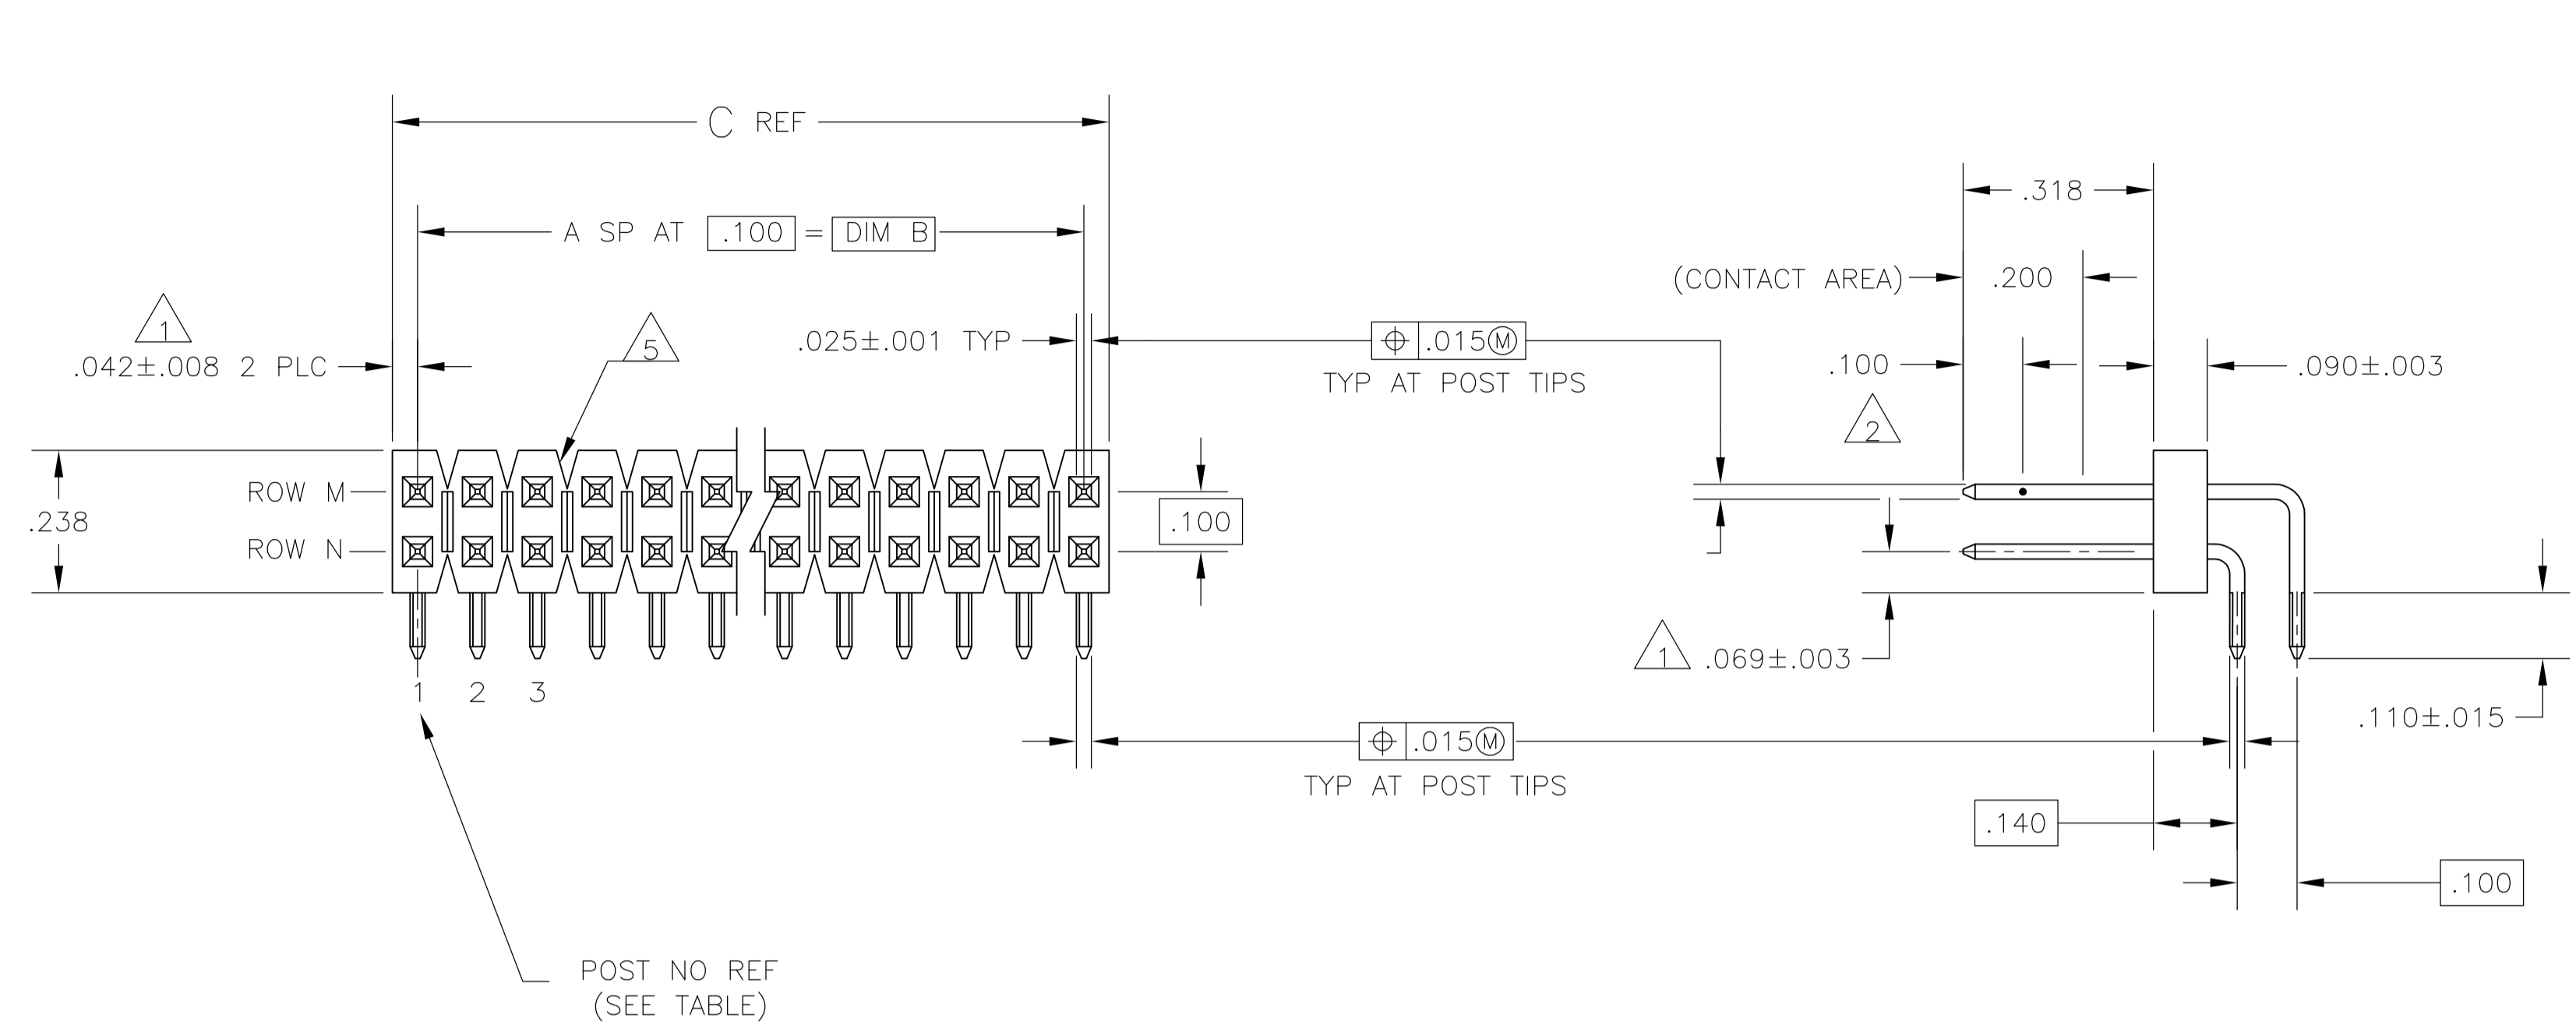 C REF
A SP AT .100 = DIM B
1
.042±.008 2 PLC
5
.025±.001 TYP
.015Ⓜ
TYP AT POST TIPS
.318
(CONTACT AREA) .200
.100
.090±.003
2
ROW M
.238
ROW N
.100
1 .069±.003
.110±.015
1 2 3
.015Ⓜ
TYP AT POST TIPS
.140
.100
POST NO REF
(SEE TABLE)